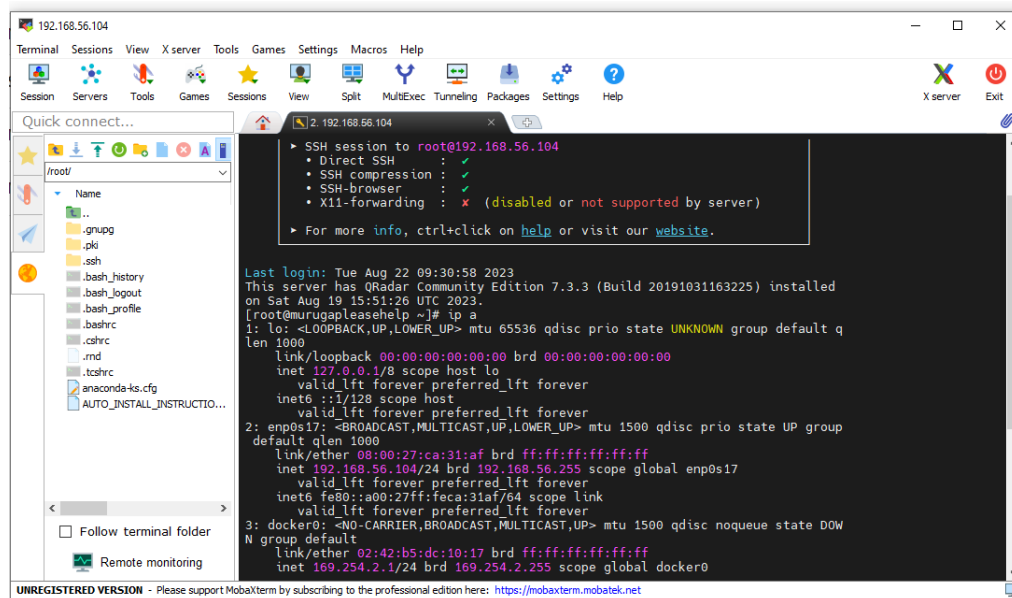 192.168.56.104
Terminal Sessions View X server Tools Games Settings Macros Help
Session Servers Tools Games Sessions View Split MultiExec Tunneling Packages Settings Help X server Exit
Quick connect...
2. 192.168.56.104
/root/
Name
..
.gnupg
.pki
.ssh
.bash_history
.bash_logout
.bash_profile
.bashrc
.cshrc
.rnd
.tcshrc
anaconda-ks.cfg
AUTO_INSTALL_INSTRUCTIO...
Follow terminal folder
Remote monitoring
► SSH session to root@192.168.56.104
• Direct SSH : ✔
• SSH compression : ✔
• SSH-browser : ✔
• X11-forwarding : ✘ (disabled or not supported by server)
► For more info, ctrl+click on help or visit our website.
Last login: Tue Aug 22 09:30:58 2023
This server has QRadar Community Edition 7.3.3 (Build 20191031163225) installed
on Sat Aug 19 15:51:26 UTC 2023.
[root@murugapleasehelp ~]# ip a
1: lo: <LOOPBACK,UP,LOWER_UP> mtu 65536 qdisc prio state UNKNOWN group default q
len 1000
link/loopback 00:00:00:00:00:00 brd 00:00:00:00:00:00
inet 127.0.0.1/8 scope host lo
valid_lft forever preferred_lft forever
inet6 ::1/128 scope host
valid_lft forever preferred_lft forever
2: enp0s17: <BROADCAST,MULTICAST,UP,LOWER_UP> mtu 1500 qdisc prio state UP group
default qlen 1000
link/ether 08:00:27:ca:31:af brd ff:ff:ff:ff:ff:ff
inet 192.168.56.104/24 brd 192.168.56.255 scope global enp0s17
valid_lft forever preferred_lft forever
inet6 fe80::a00:27ff:feca:31af/64 scope link
valid_lft forever preferred_lft forever
3: docker0: <NO-CARRIER,BROADCAST,MULTICAST,UP> mtu 1500 qdisc noqueue state DOW
N group default
link/ether 02:42:b5:dc:10:17 brd ff:ff:ff:ff:ff:ff
inet 169.254.2.1/24 brd 169.254.2.255 scope global docker0
UNREGISTERED VERSION - Please support MobaXterm by subscribing to the professional edition here: https://mobaxterm.mobatek.net